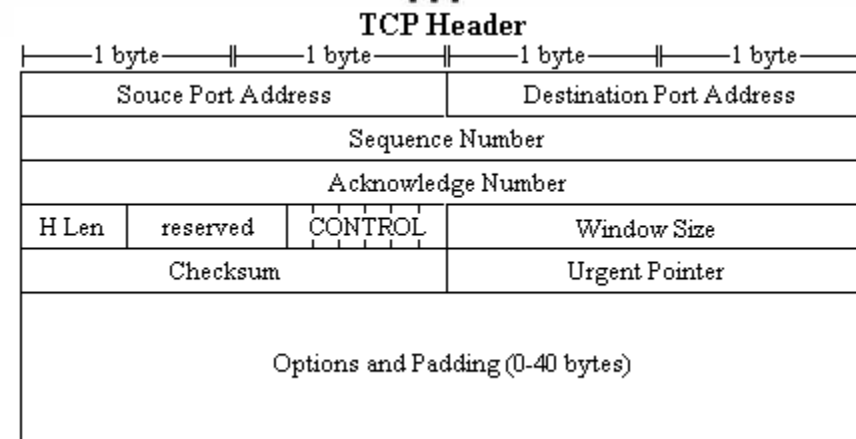 TCP Header
1 byte 1 byte 1 byte 1 byte
Souce Port Address Destination Port Address
Sequence Number
Acknowledge Number
H Len reserved CONTROL Window Size
Checksum Urgent Pointer
Options and Padding (0-40 bytes)